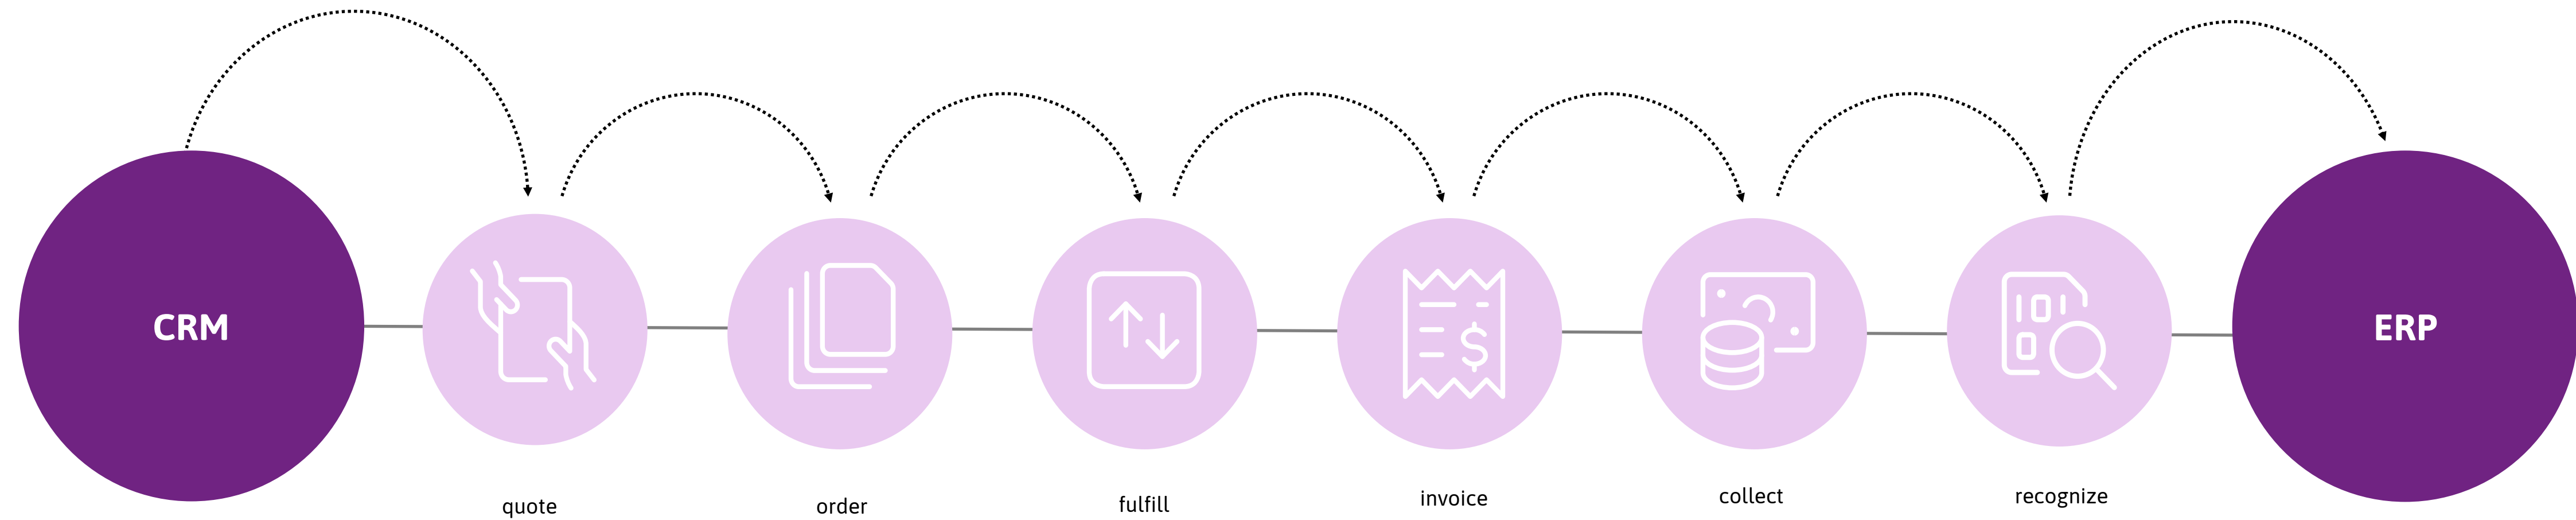 CRM
quote
order
fulfill
invoice
collect
recognize
ERP